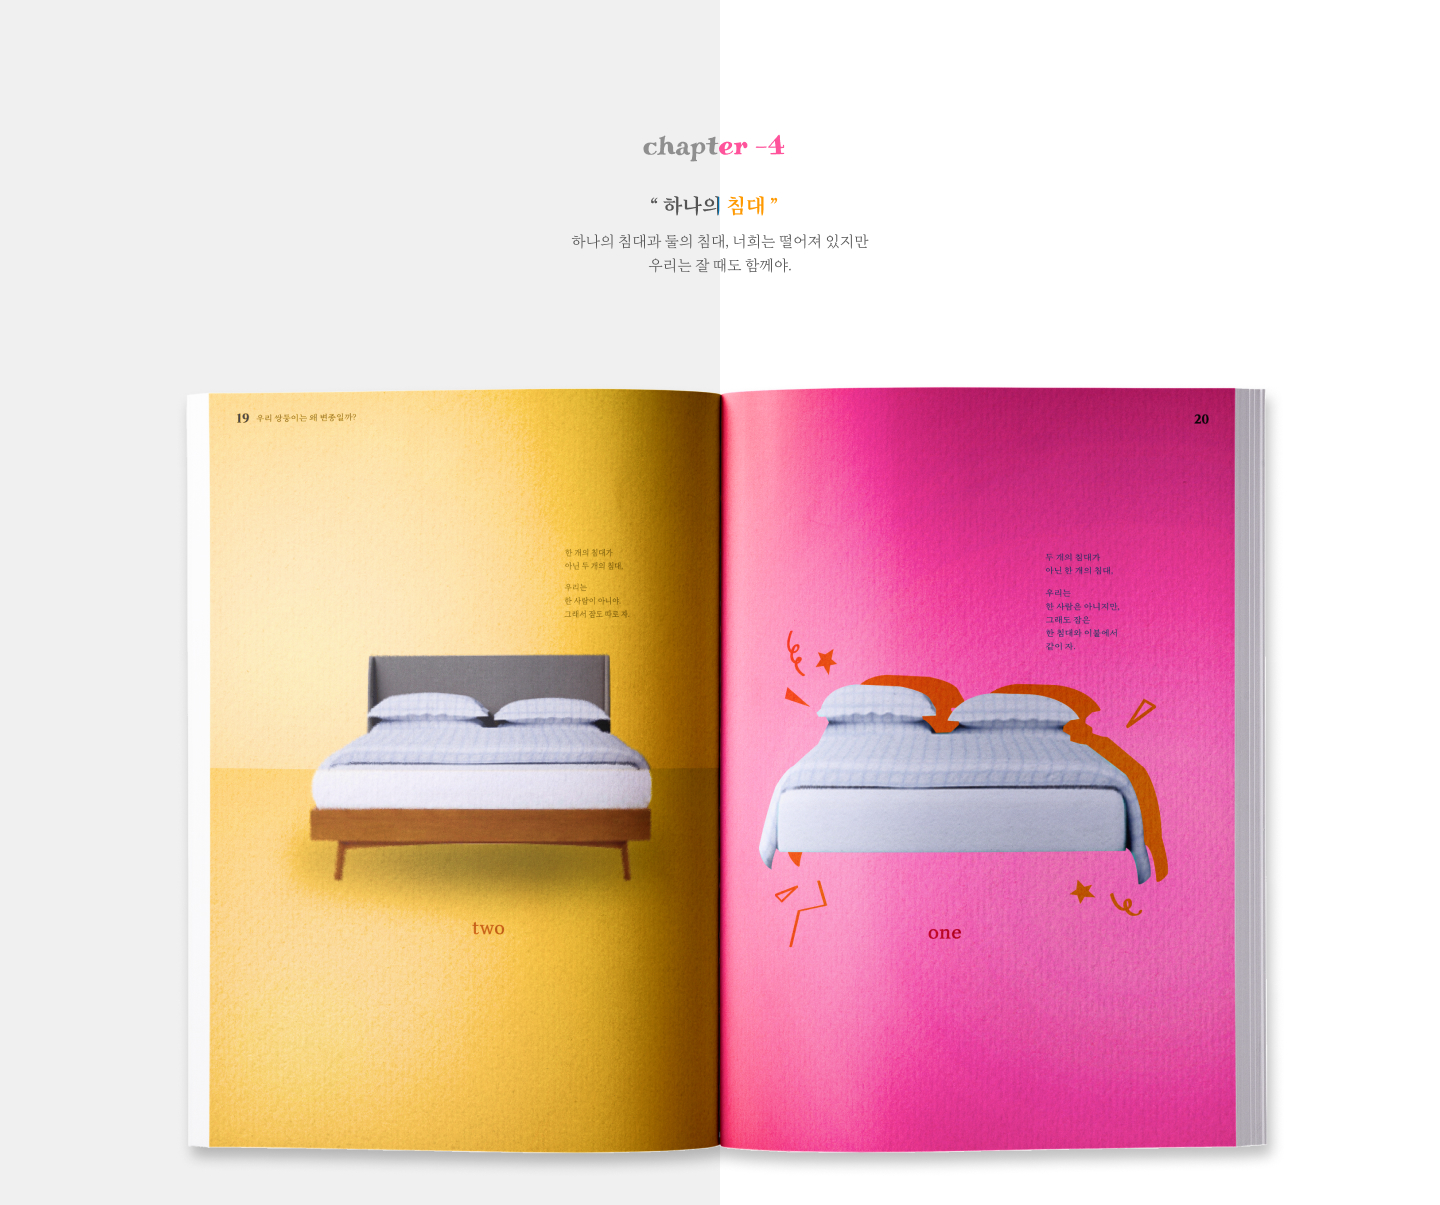 chapter -4
“ 하나의 침대 ”
하나의 침대과 둘의 침대, 너희는 떨어져 있지만
우리는 잘 때도 함께야.
19 우리 쌍둥이는 왜 변종일까?
한 개의 침대가
아닌 두 개의 침대,
우리는
한 사람이 아니야.
그래서 잠도 따로 자.
two
20
두 개의 침대가
아닌 한 개의 침대,
우리는
한 사람은 아니지만,
그래도 잠은
한 침대와 이불에서
같이 자.
one